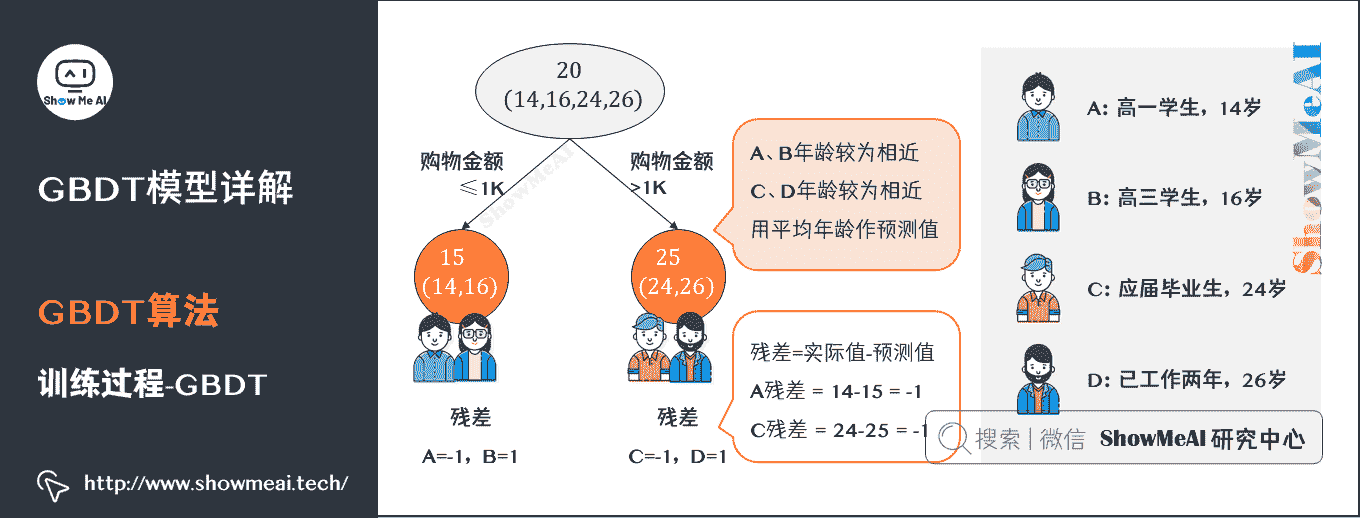 Show Me AI
GBDT模型详解
GBDT算法
训练过程-GBDT
http://www.showmeai.tech/
20
(14,16,24,26)
购物金额
≤1K
购物金额
>1K
ShowMeAI
15
(14,16)
25
(24,26)
残差
A=-1，B=1
残差
C=-1，D=1
A、B年龄较为相近
C、D年龄较为相近
用平均年龄作预测值
残差=实际值-预测值
A残差 = 14-15 = -1
C残差 = 24-25 = -1
A: 高一学生，14岁
B: 高三学生，16岁
C: 应届毕业生，24岁
D: 已工作两年，26岁
ShowMeAI
搜索 | 微信 ShowMeAI 研究中心